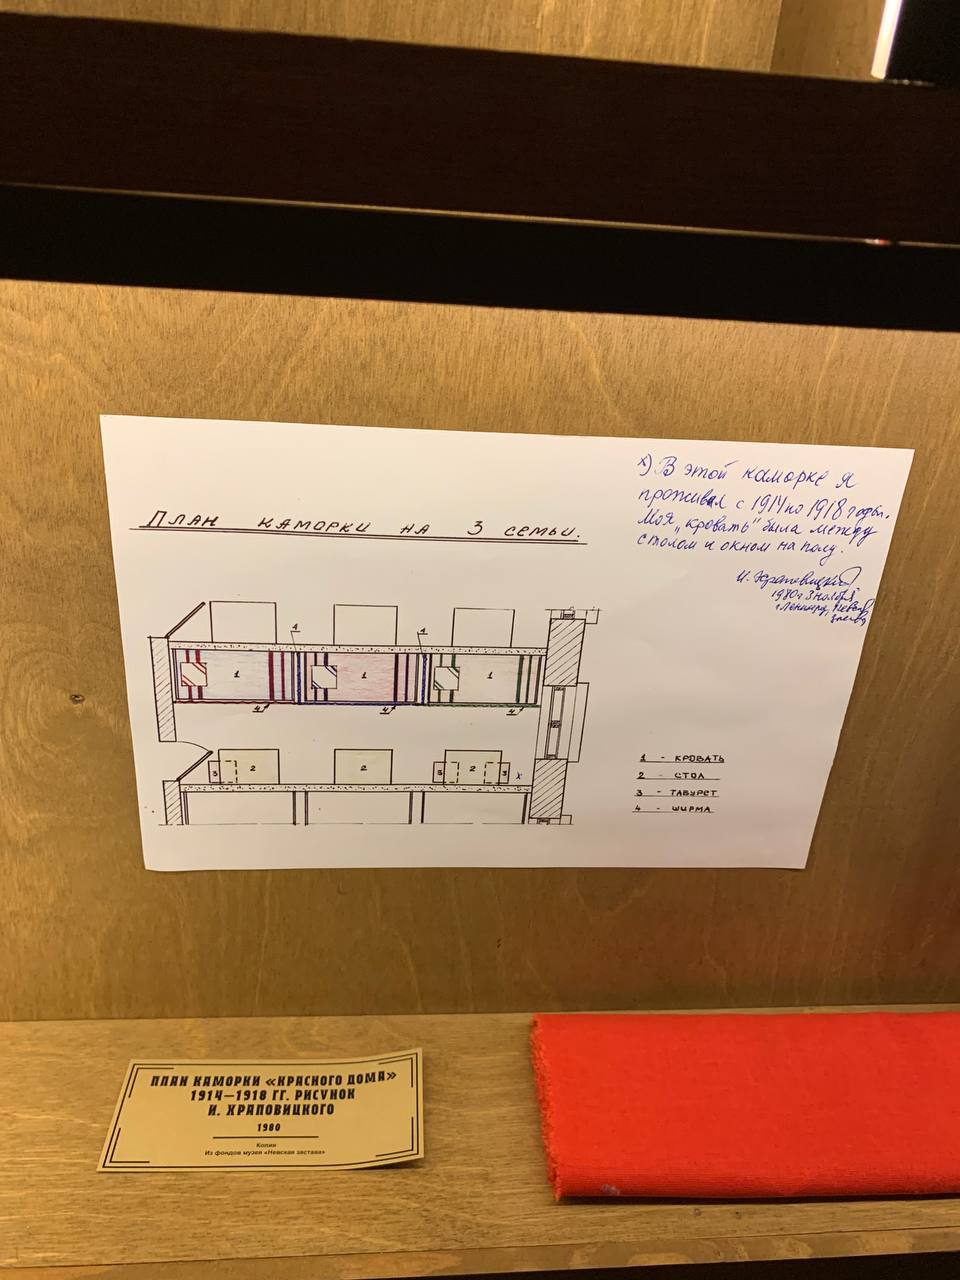 х) В этой каморке я
проживал с 1914 по 1918 годы.
Моя „кровать" была между
столом и окном на полу.
И. Храповицкий
1980 г 3 ноября
г Ленинград, Невская
застава
План каморки на 3 семьи.
4 4
1 1 1
4 4 4
3 2 2 3 2 3 х
1 - КРОВАТЬ
2 - СТОЛ
3 - ТАБУРЕТ
4 - ШИРМА
ПЛАН КАМОРКИ «КРАСНОГО ДОМА»
1914–1918 ГГ. РИСУНОК
И. ХРАПОВИЦКОГО
1980
Копия
Из фондов музея «Невская застава»